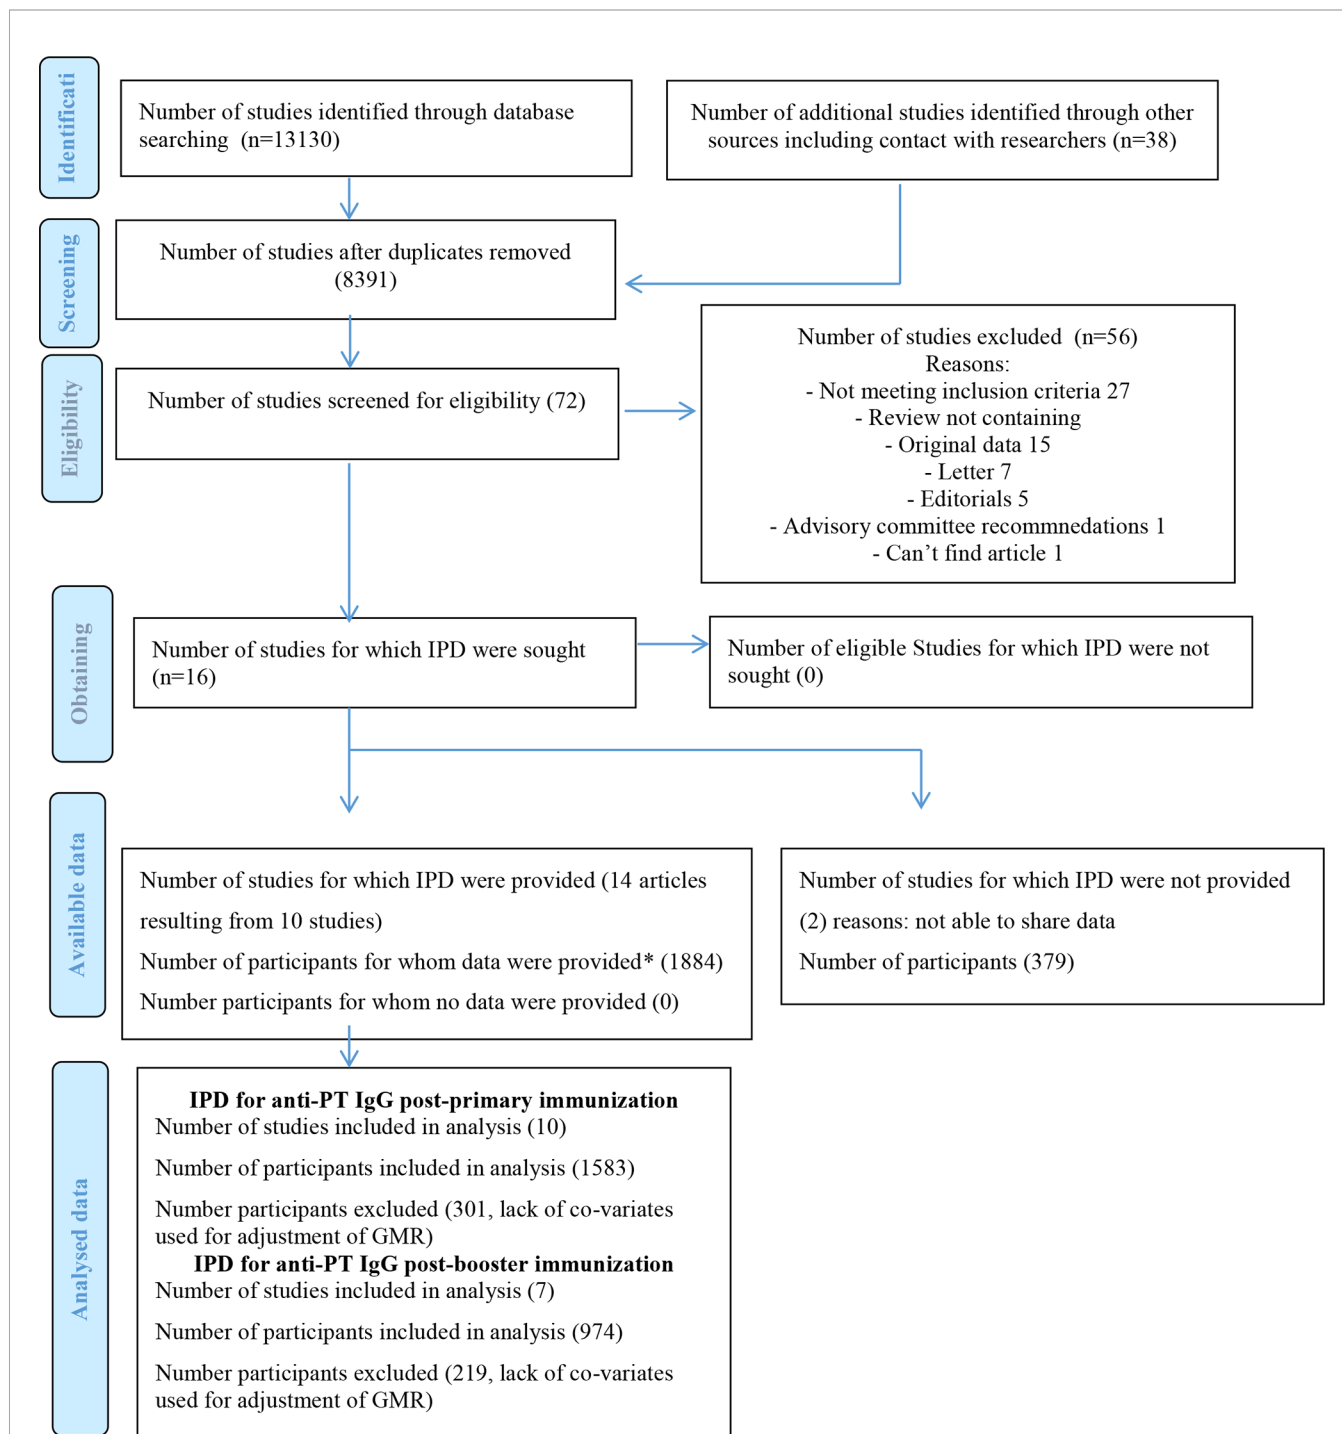 Identificati
Number of studies identified through database
searching (n=13130)
Number of additional studies identified through other
sources including contact with researchers (n=38)
Screening
Number of studies after duplicates removed
(8391)
Eligibility
Number of studies screened for eligibility (72)
Number of studies excluded (n=56)
Reasons:
- Not meeting inclusion criteria 27
- Review not containing
- Original data 15
- Letter 7
- Editorials 5
- Advisory committee recommnedations 1
- Can’t find article 1
Obtaining
Number of studies for which IPD were sought
(n=16)
Number of eligible Studies for which IPD were not
sought (0)
Available data
Number of studies for which IPD were provided (14 articles
resulting from 10 studies)
Number of participants for whom data were provided* (1884)
Number participants for whom no data were provided (0)
Number of studies for which IPD were not provided
(2) reasons: not able to share data
Number of participants (379)
Analysed data
IPD for anti-PT IgG post-primary immunization
Number of studies included in analysis (10)
Number of participants included in analysis (1583)
Number participants excluded (301, lack of co-variates
used for adjustment of GMR)
IPD for anti-PT IgG post-booster immunization
Number of studies included in analysis (7)
Number of participants included in analysis (974)
Number participants excluded (219, lack of co-variates
used for adjustment of GMR)